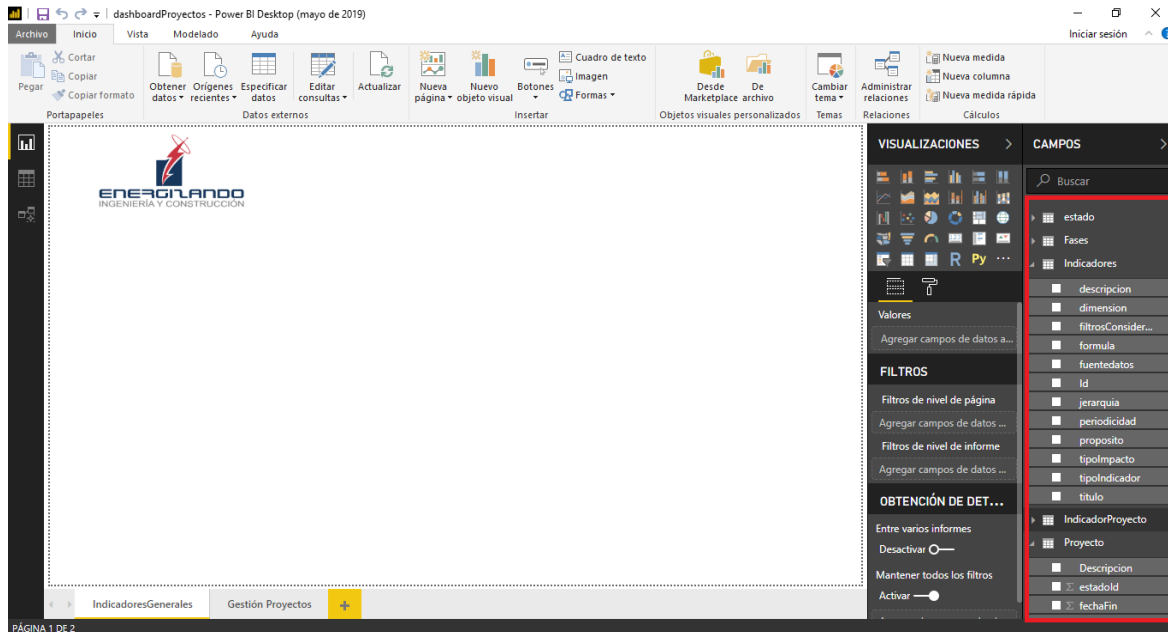 dashboardProyectos - Power BI Desktop (mayo de 2019)
Archivo Inicio Vista Modelado Ayuda Iniciar sesión
Pegar
Cortar
Copiar
Copiar formato
Portapapeles
Obtener datos
Orígenes recientes
Especificar datos
Editar consultas
Actualizar
Datos externos
Nueva página
Nuevo objeto visual
Botones
Cuadro de texto
Imagen
Formas
Insertar
Desde Marketplace
De archivo
Objetos visuales personalizados
Cambiar tema
Temas
Administrar relaciones
Relaciones
Nueva medida
Nueva columna
Nueva medida rápida
Cálculos
ENERGIZANDO
INGENIERÍA Y CONSTRUCCIÓN
VISUALIZACIONES
R Py ...
Valores
Agregar campos de datos a...
FILTROS
Filtros de nivel de página
Agregar campos de datos ...
Filtros de nivel de informe
Agregar campos de datos ...
OBTENCIÓN DE DET...
Entre varios informes
Desactivar
Mantener todos los filtros
Activar
CAMPOS
Buscar
estado
Fases
Indicadores
descripcion
dimension
filtrosConsider...
formula
fuentedatos
Id
jerarquia
periodicidad
proposito
tipoImpacto
tipoIndicador
titulo
IndicadorProyecto
Proyecto
Descripcion
Σ estadoId
Σ fechaFin
IndicadoresGenerales Gestión Proyectos +
PÁGINA 1 DE 2